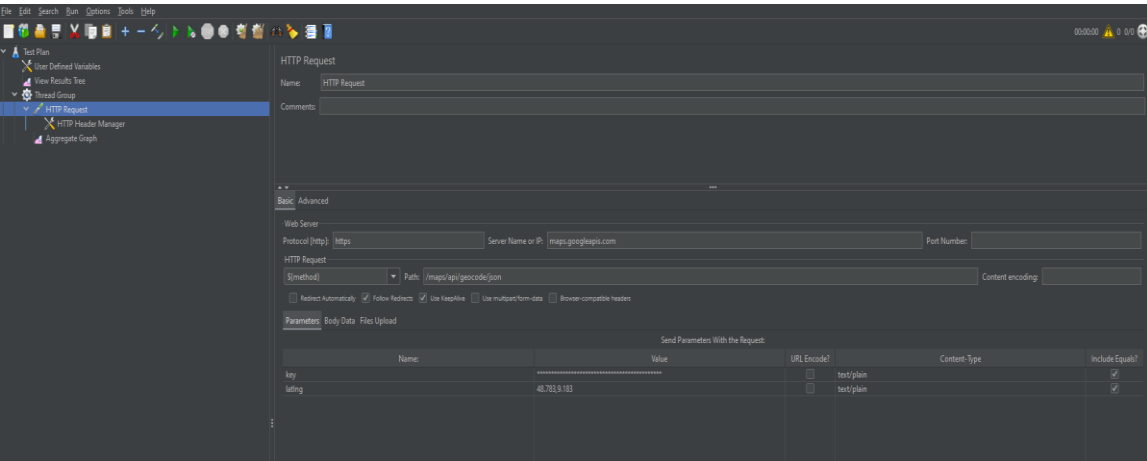 File Edit Search Run Options Tools Help
00:00:00 0 0/0
Test Plan
User Defined Variables
View Results Tree
Thread Group
HTTP Request
HTTP Header Manager
Aggregate Graph
HTTP Request
Name: HTTP Request
Comments:
Basic Advanced
Web Server
Protocol [http]: https Server Name or IP: maps.googleapis.com Port Number:
HTTP Request
${method} Path: /maps/api/geocode/json Content encoding:
Redirect Automatically Follow Redirects Use KeepAlive Use multipart/form-data Browser-compatible headers
Parameters Body Data Files Upload
Send Parameters With the Request:
Name: Value URL Encode? Content-Type Include Equals?
key text/plain
latlng 48.783,9.183 text/plain